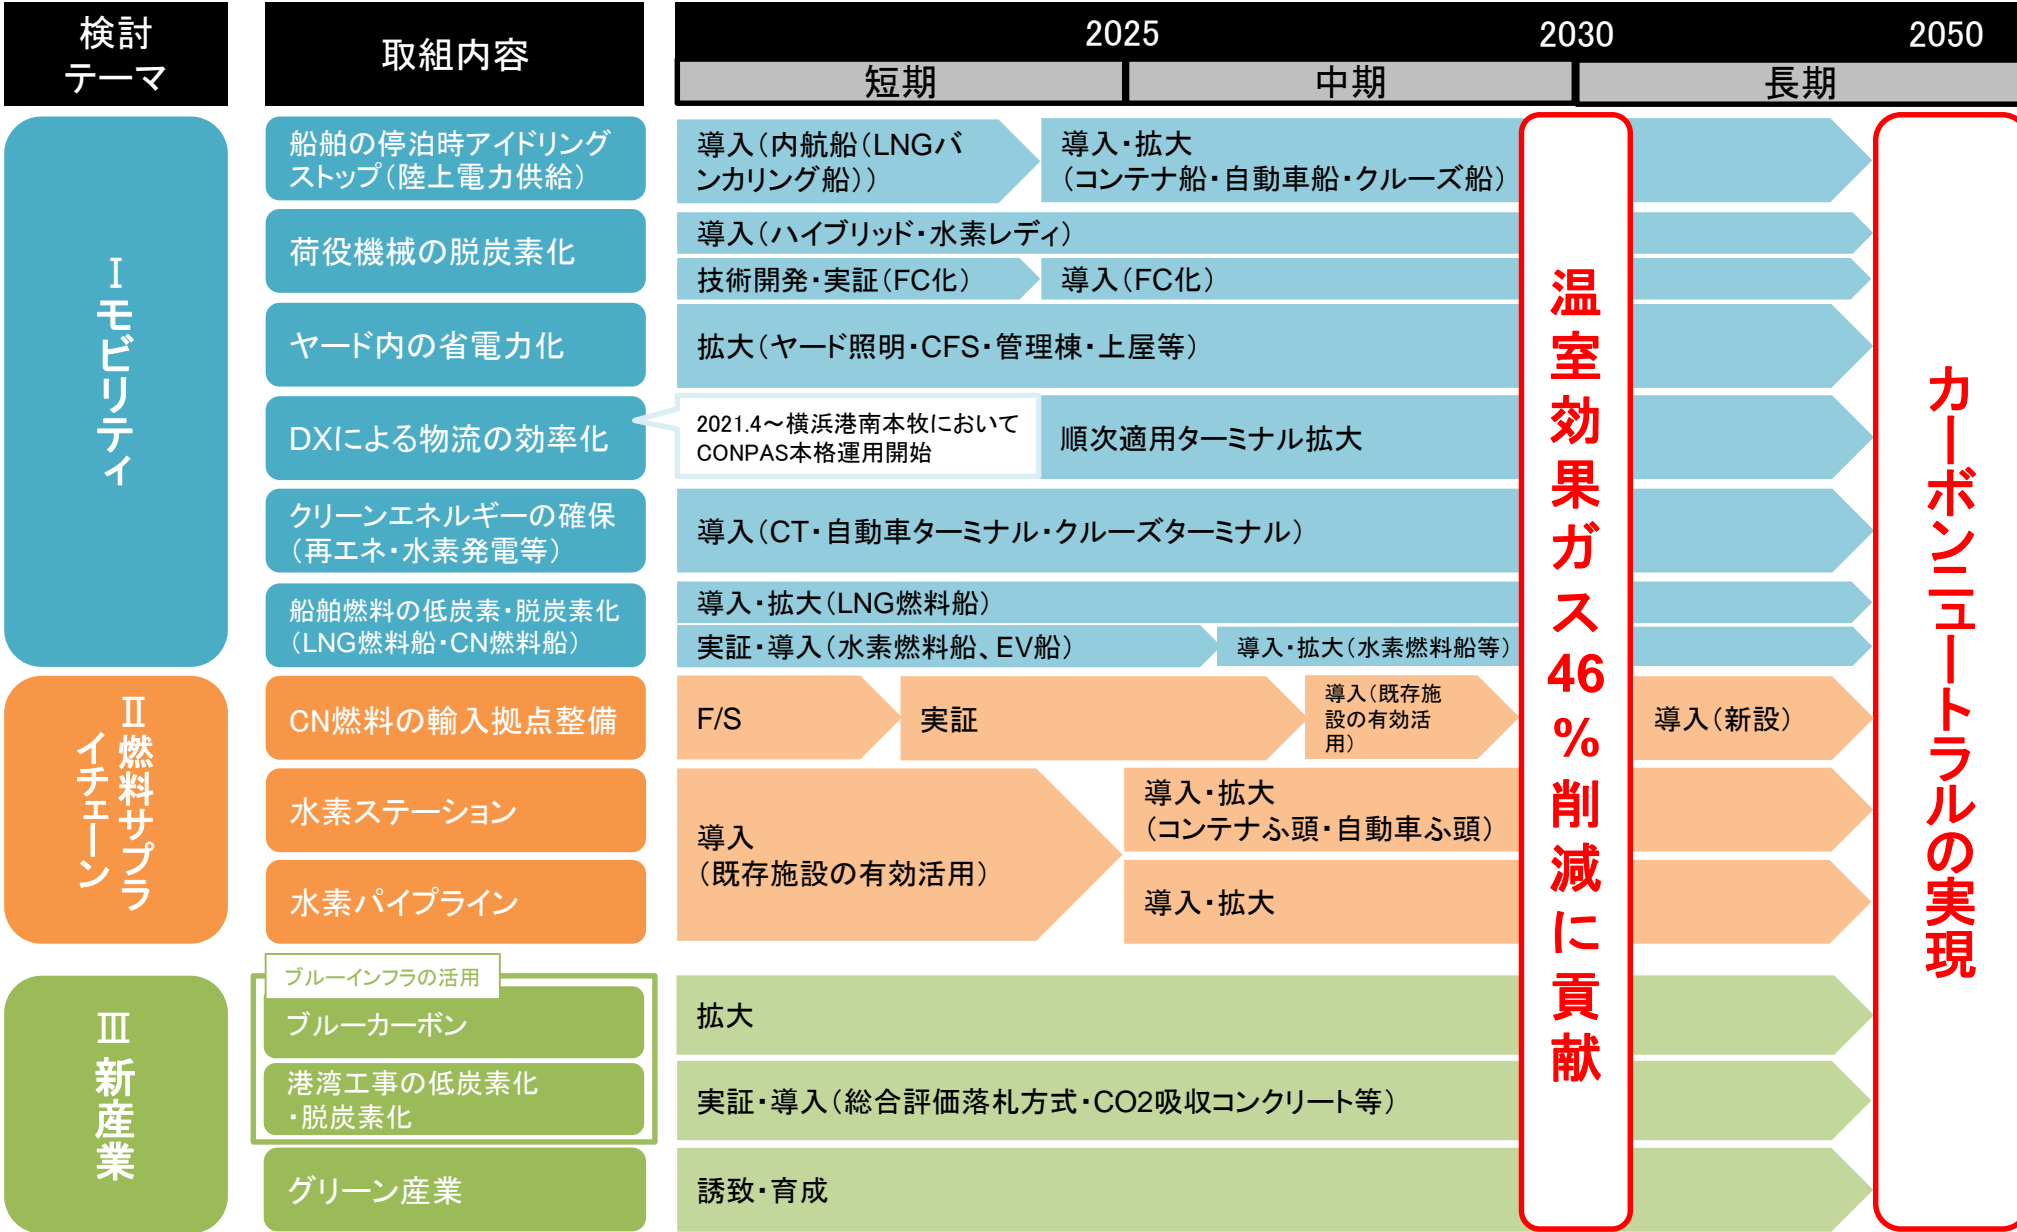 検討
テーマ
取組内容
2025
2030
2050
短期
中期
長期
Ⅰ モビリティ
船舶の停泊時アイドリング
ストップ(陸上電力供給)
導入(内航船(LNGバ
ンカリング船))
導入・拡大
(コンテナ船・自動車船・クルーズ船)
荷役機械の脱炭素化
導入(ハイブリッド・水素レディ)
技術開発・実証(FC化)
導入(FC化)
ヤード内の省電力化
拡大(ヤード照明・CFS・管理棟・上屋等)
DXによる物流の効率化
2021.4～横浜港南本牧において
CONPAS本格運用開始
順次適用ターミナル拡大
クリーンエネルギーの確保
(再エネ・水素発電等)
導入(CT・自動車ターミナル・クルーズターミナル)
船舶燃料の低炭素・脱炭素化
(LNG燃料船・CN燃料船)
導入・拡大(LNG燃料船)
実証・導入(水素燃料船、EV船)
導入・拡大(水素燃料船等)
Ⅱ 燃料サプラ
イチェーン
CN燃料の輸入拠点整備
F/S
実証
導入(既存施
設の有効活
用)
導入(新設)
水素ステーション
導入
(既存施設の有効活用)
導入・拡大
(コンテナふ頭・自動車ふ頭)
水素パイプライン
導入・拡大
Ⅲ 新産業
ブルーインフラの活用
ブルーカーボン
拡大
港湾工事の低炭素化
・脱炭素化
実証・導入(総合評価落札方式・CO2吸収コンクリート等)
グリーン産業
誘致・育成
温室効果ガス46%削減に貢献
カーボンニュートラルの実現